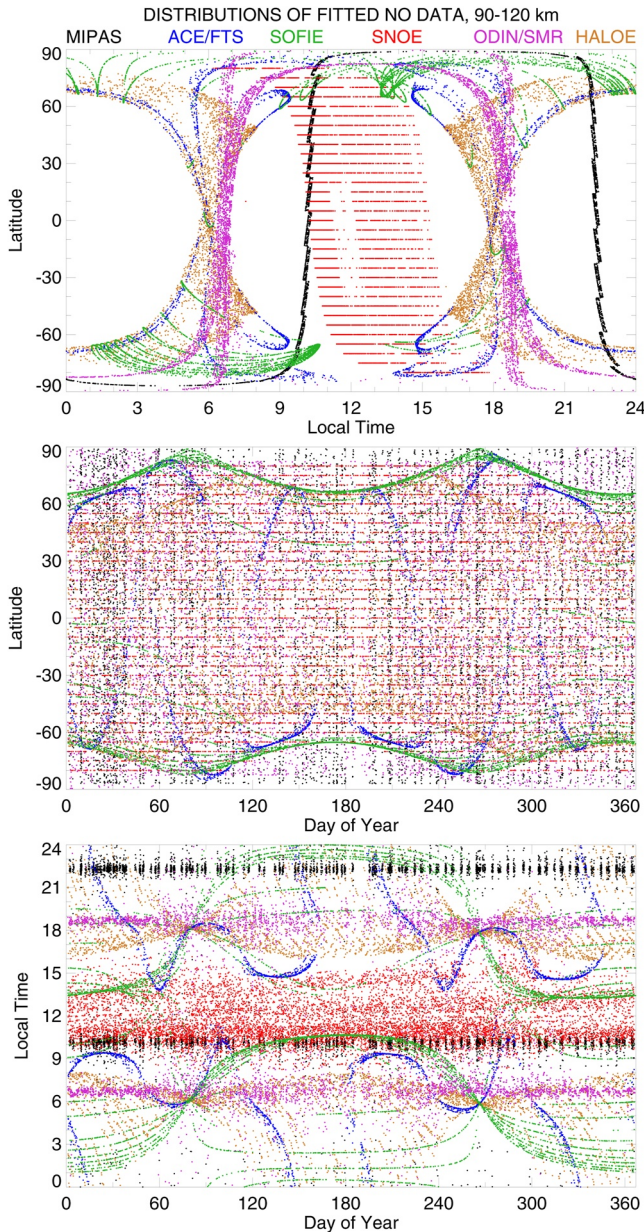 DISTRIBUTIONS OF FITTED NO DATA, 90-120 km
MIPAS ACE/FTS SOFIE SNOE ODIN/SMR HALOE
90
60
30
0
-30
-60
-90
Latitude
0 3 6 9 12 15 18 21 24
Local Time
90
60
30
0
-30
-60
-90
Latitude
0 60 120 180 240 300 360
Day of Year
24
21
18
15
12
9
6
3
0
Local Time
0 60 120 180 240 300 360
Day of Year